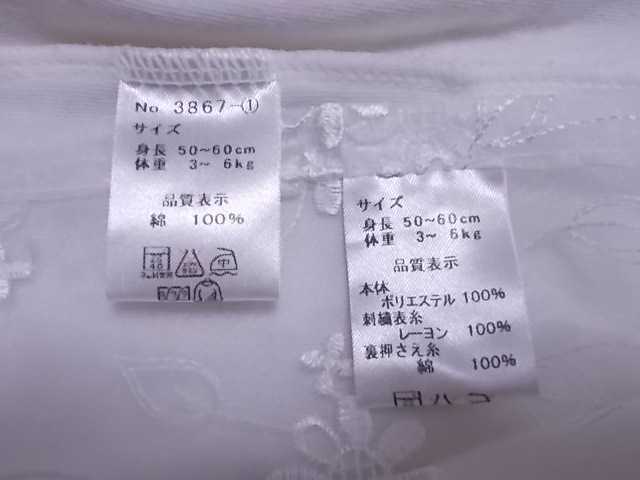 No. 3867-(1)
サイズ
身長 50~60cm
体重 3~ 6kg
品質表示
綿 100%
サイズ
身長 50~60cm
体重 3~ 6kg
品質表示
本体
ポリエステル 100%
刺繍表糸
レーヨン 100%
裏押さえ糸
綿 100%